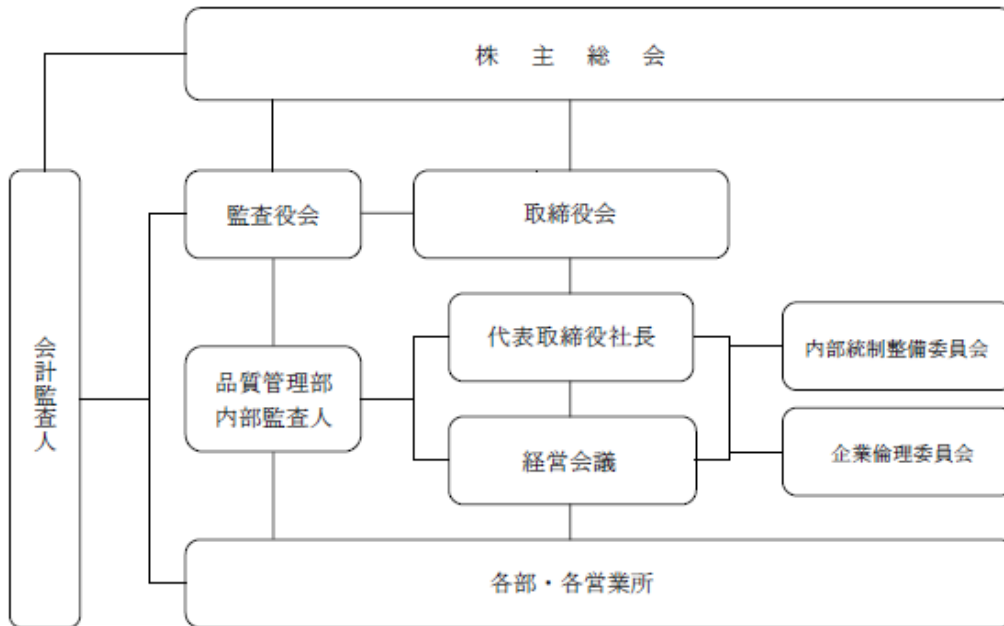 株主総会
監査役会
取締役会
会計監査人
代表取締役社長
内部統制整備委員会
品質管理部
内部監査人
経営会議
企業倫理委員会
各部・各営業所